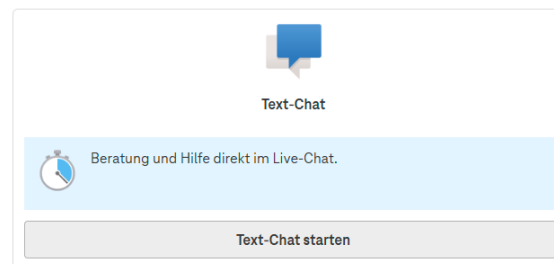 Text-Chat
Beratung und Hilfe direkt im Live-Chat.
Text-Chat starten